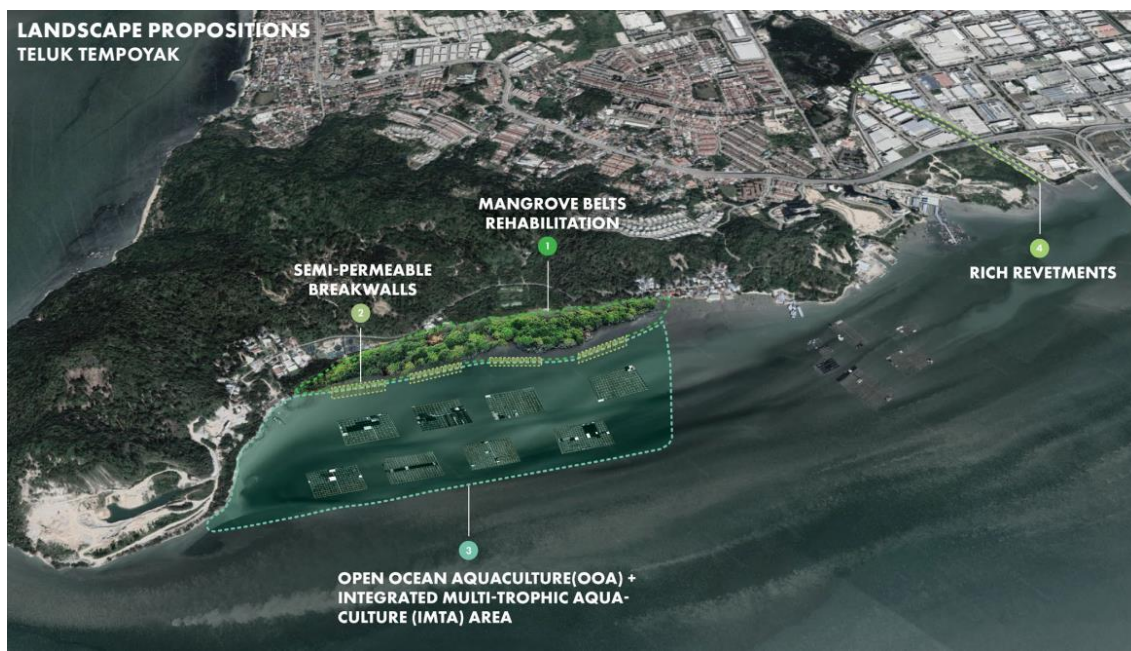 LANDSCAPE PROPOSITIONS
TELUK TEMPOYAK
MANGROVE BELTS
REHABILITATION
1
SEMI-PERMEABLE
BREAKWALLS
2
4
RICH REVETMENTS
3
OPEN OCEAN AQUACULTURE(OOA) +
INTEGRATED MULTI-TROPHIC AQUA-
CULTURE (IMTA) AREA